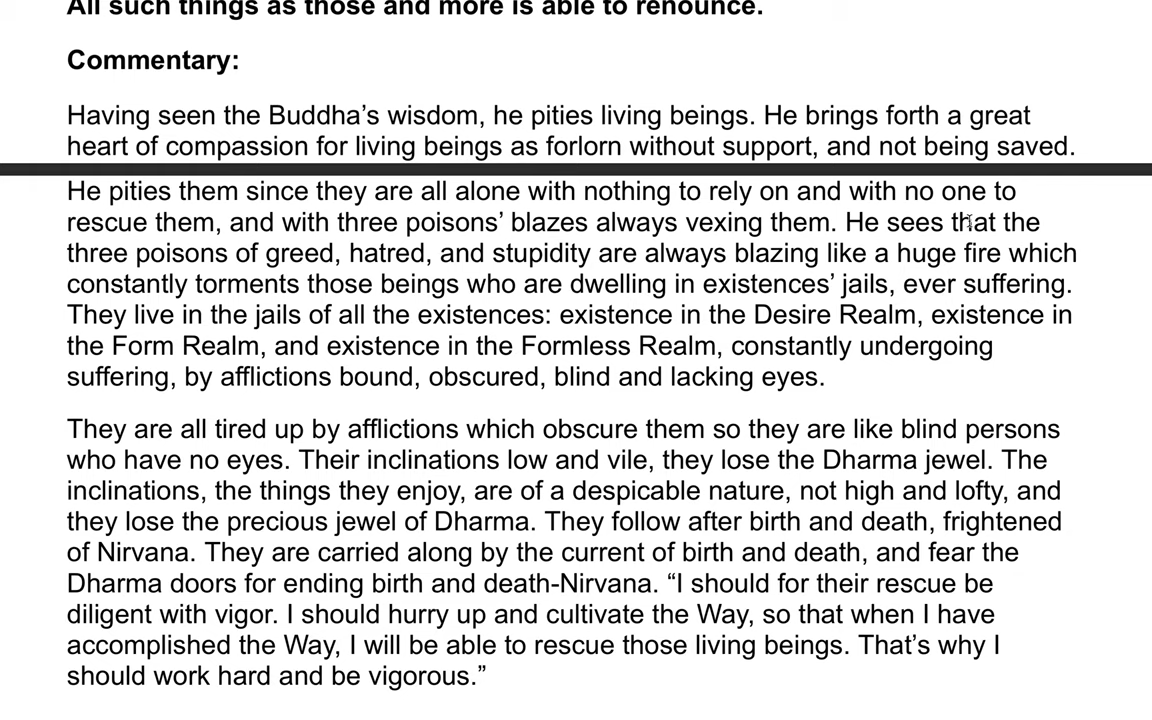 All such things as those and more is able to renounce.
Commentary:
Having seen the Buddha’s wisdom, he pities living beings. He brings forth a great
heart of compassion for living beings as forlorn without support, and not being saved.
He pities them since they are all alone with nothing to rely on and with no one to
rescue them, and with three poisons’ blazes always vexing them. He sees that the
three poisons of greed, hatred, and stupidity are always blazing like a huge fire which
constantly torments those beings who are dwelling in existences’ jails, ever suffering.
They live in the jails of all the existences: existence in the Desire Realm, existence in
the Form Realm, and existence in the Formless Realm, constantly undergoing
suffering, by afflictions bound, obscured, blind and lacking eyes.
They are all tired up by afflictions which obscure them so they are like blind persons
who have no eyes. Their inclinations low and vile, they lose the Dharma jewel. The
inclinations, the things they enjoy, are of a despicable nature, not high and lofty, and
they lose the precious jewel of Dharma. They follow after birth and death, frightened
of Nirvana. They are carried along by the current of birth and death, and fear the
Dharma doors for ending birth and death-Nirvana. “I should for their rescue be
diligent with vigor. I should hurry up and cultivate the Way, so that when I have
accomplished the Way, I will be able to rescue those living beings. That’s why I
should work hard and be vigorous.”